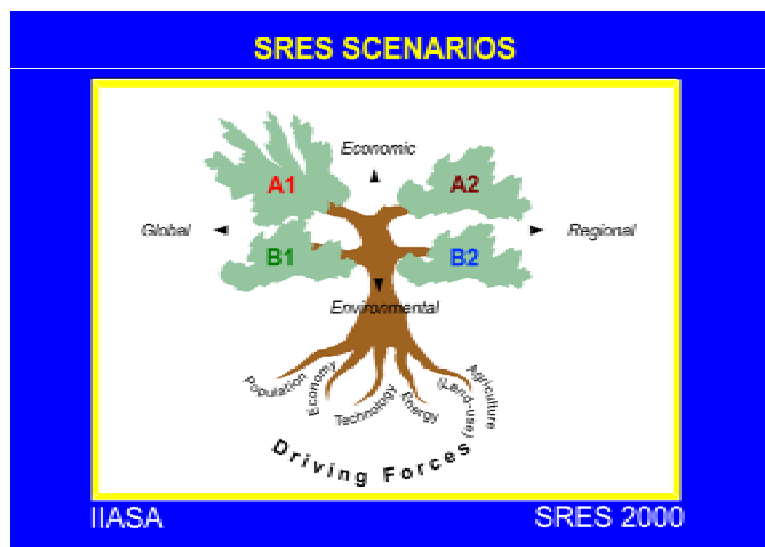 SRES SCENARIOS
Economic
A1
A2
Global
Regional
B1
B2
Environmental
Population
Economy
Technology
Energy
(Land-use)
Agriculture
Driving Forces
IIASA
SRES 2000